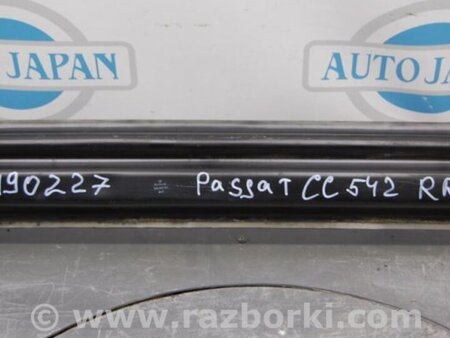 JAPAN
AUTO JA
190227 Passat CC 542 RR
www.razborki.com